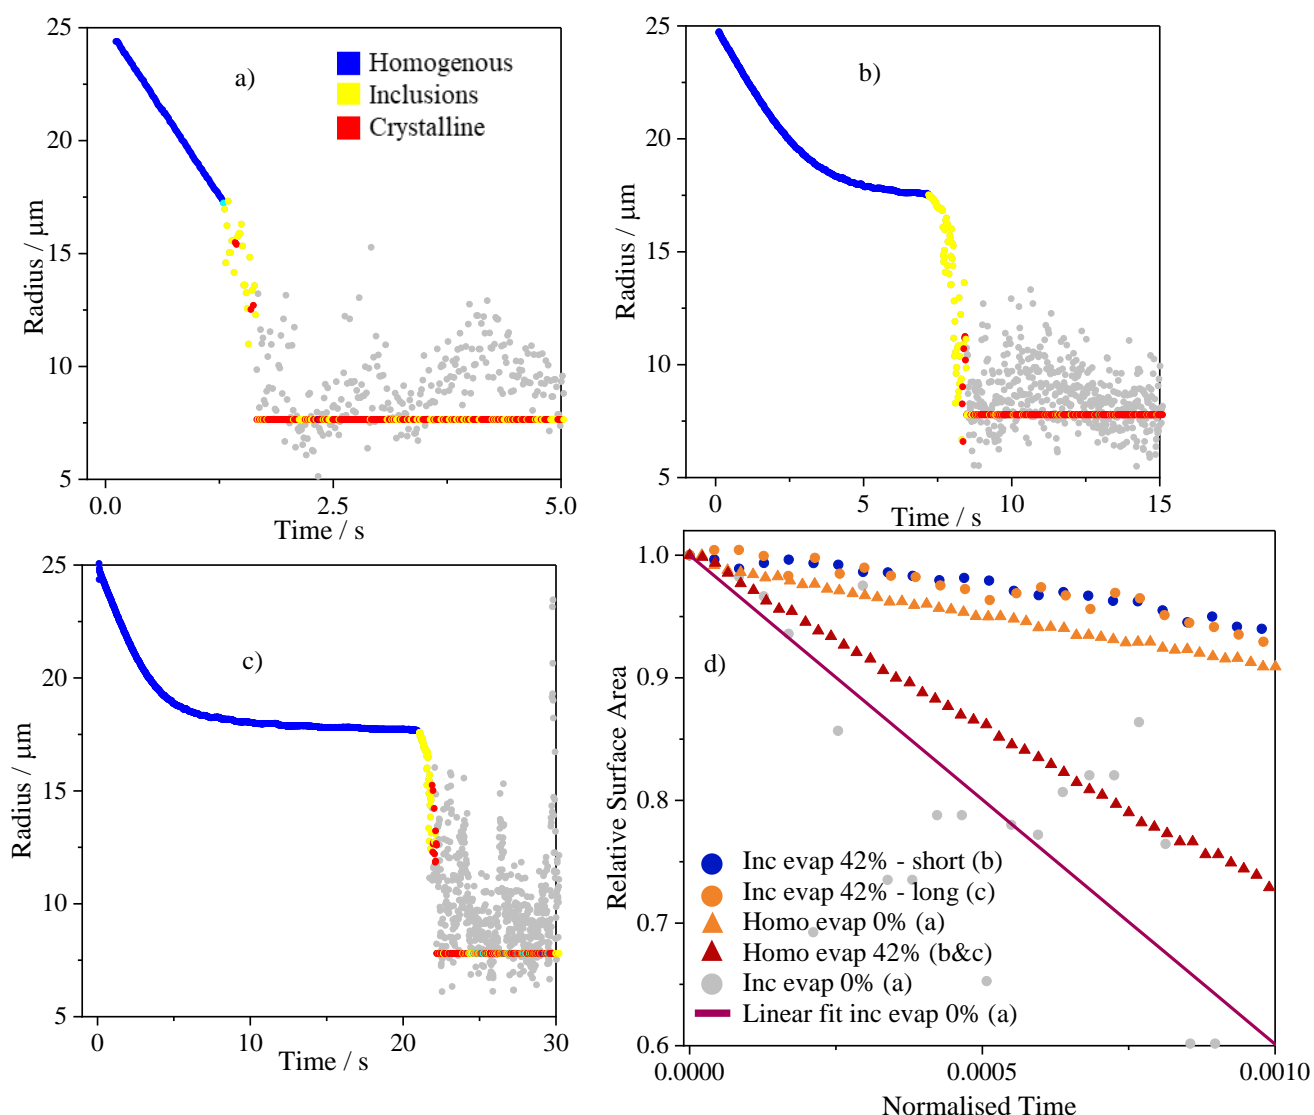 a)
Homogenous
Inclusions
Crystalline
25
20
15
10
5
Radius / μm
0
2.5
5.0
Time / s
b)
25
20
15
10
5
Radius / μm
0
5
10
15
Time / s
c)
25
20
15
10
5
Radius / μm
0
10
20
30
Time / s
d)
1.0
0.9
0.8
0.7
0.6
Relative Surface Area
Inc evap 42% - short (b)
Inc evap 42% - long (c)
Homo evap 0% (a)
Homo evap 42% (b&c)
Inc evap 0% (a)
Linear fit inc evap 0% (a)
0.0000
0.0005
0.0010
Normalised Time